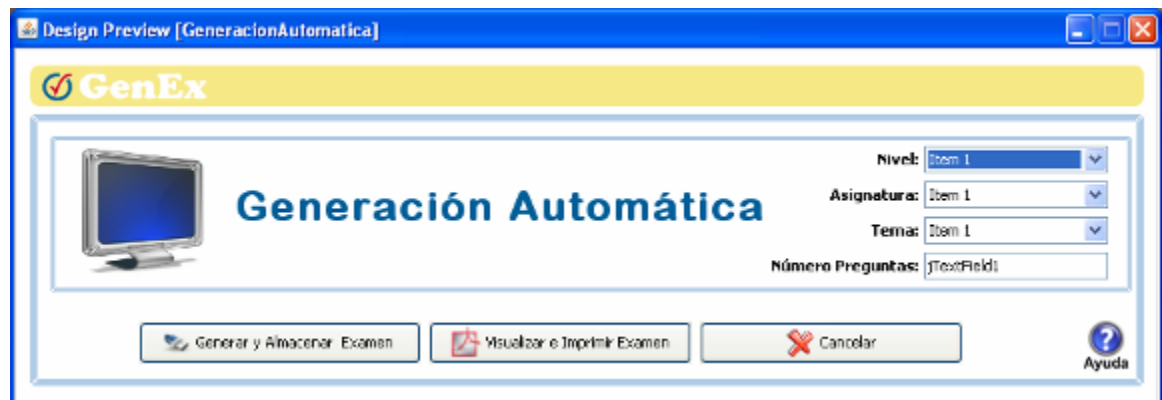 Design Preview [GeneracionAutomatica]
GenEx
Generación Automática
Nivel: Item 1
Asignatura: Item 1
Tema: Item 1
Número Preguntas: jTextField1
Generar y Almacenar Examen
Visualizar e Imprimir Examen
Cancelar
Ayuda